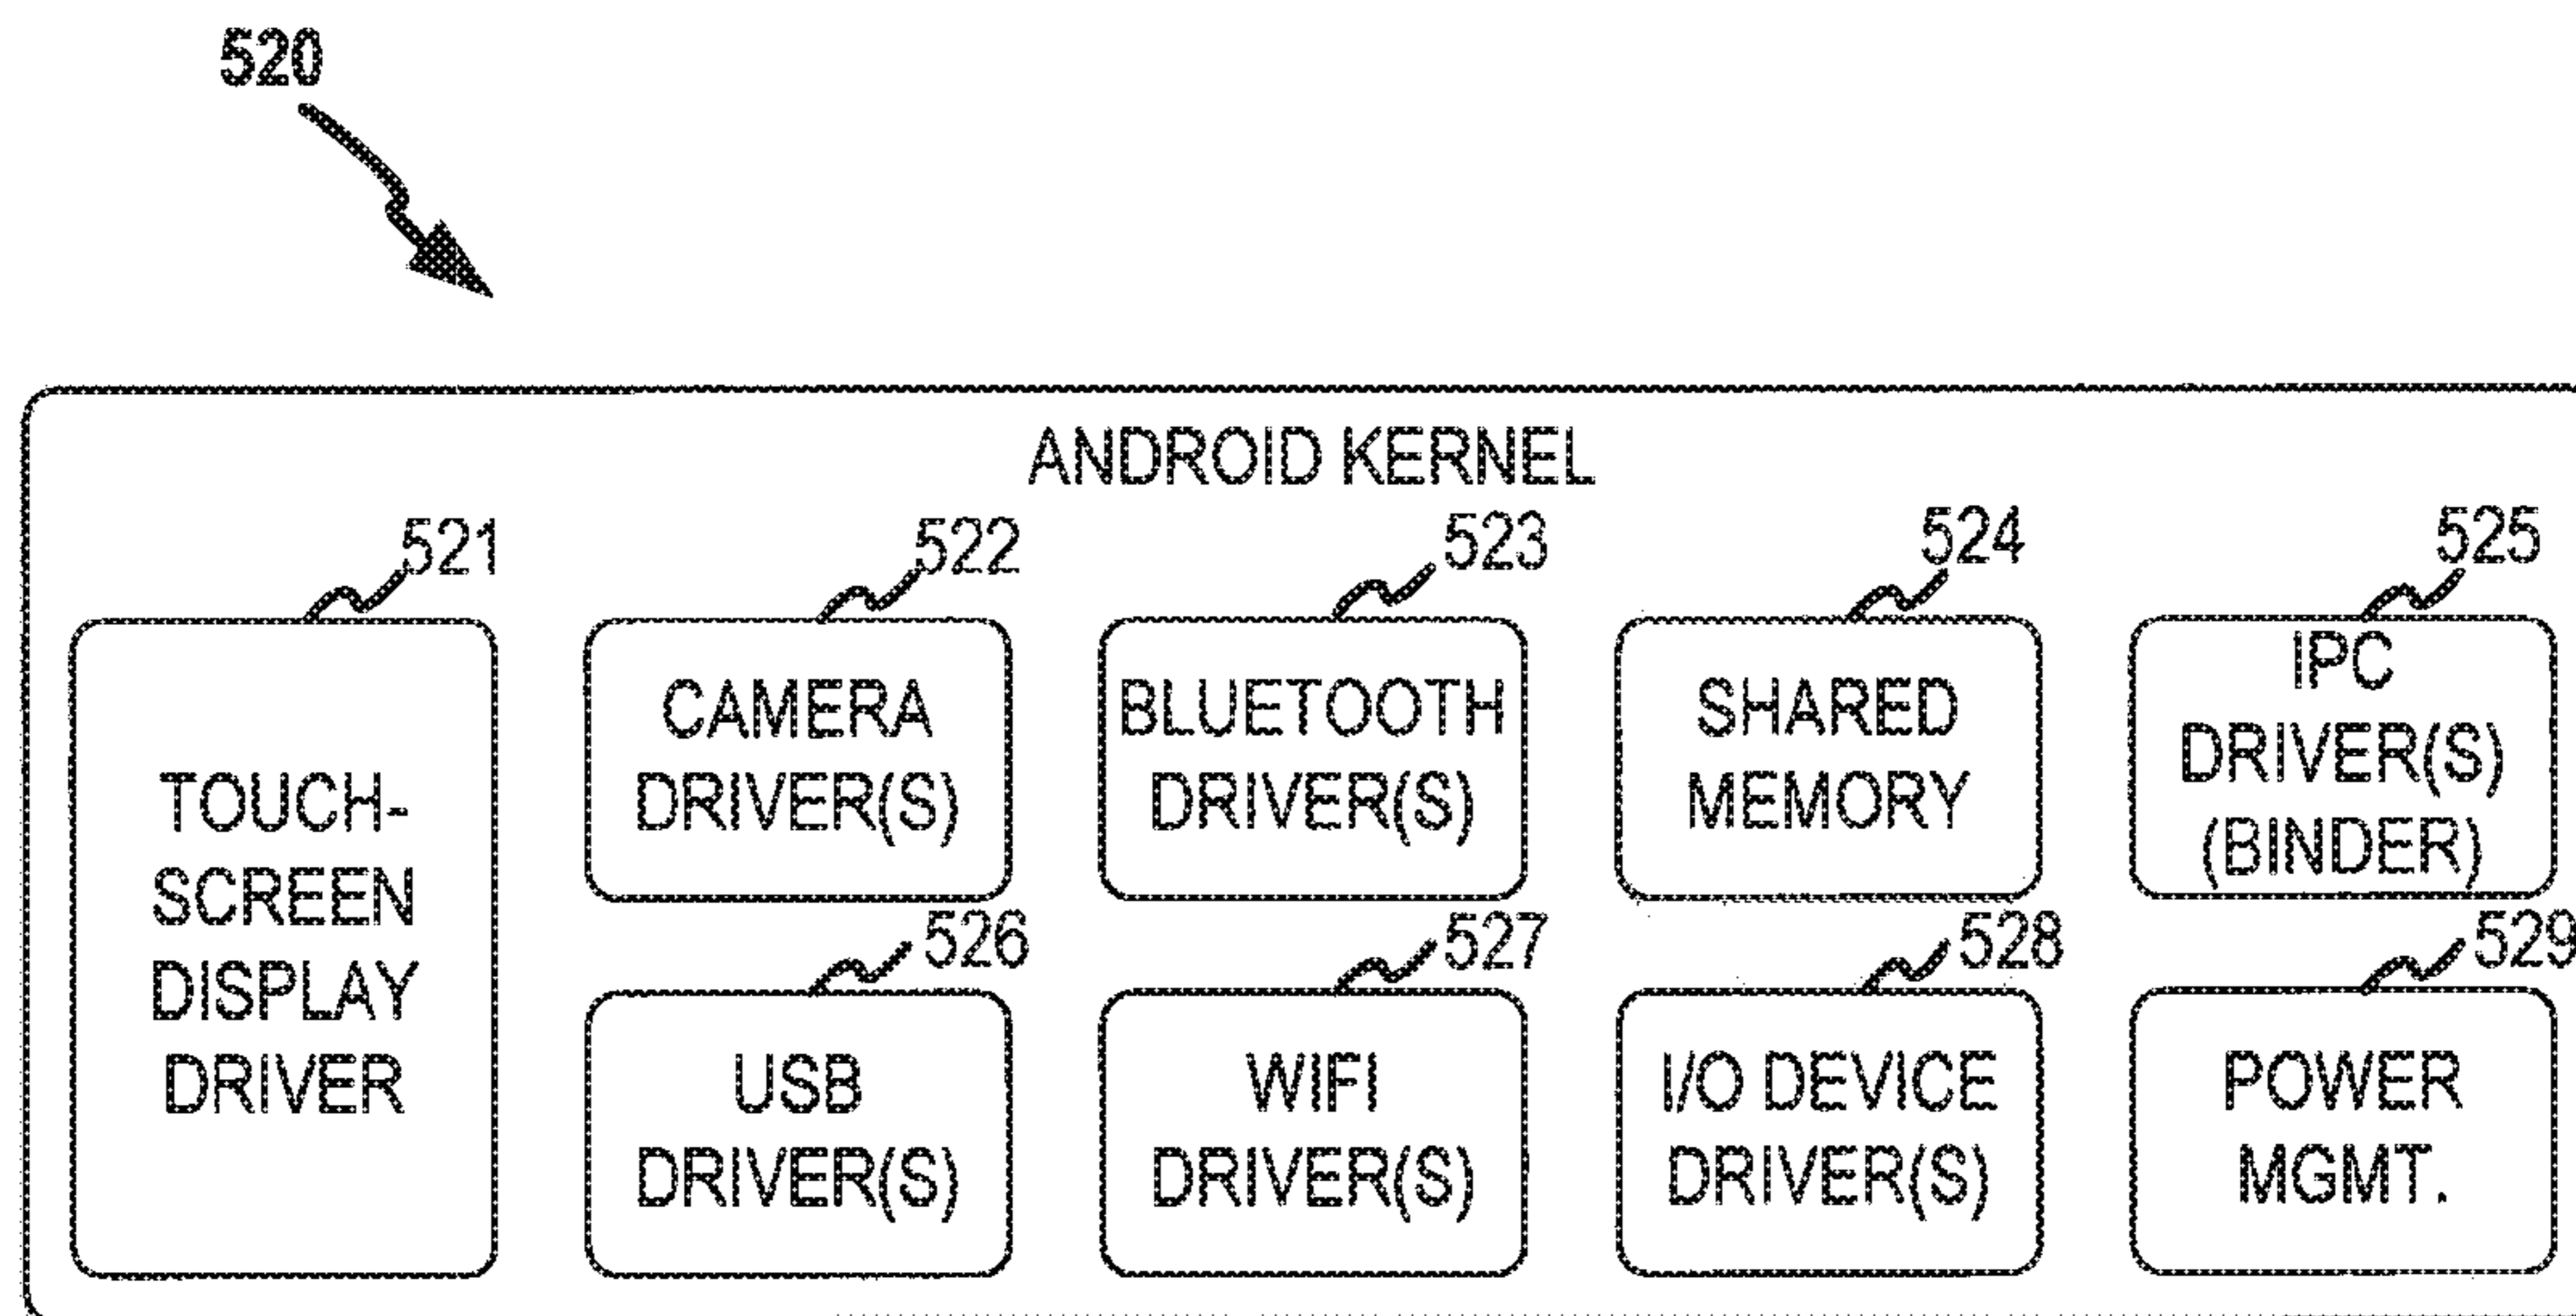 520
ANDROID KERNEL
521
TOUCH-
SCREEN
DISPLAY
DRIVER
522
CAMERA
DRIVER(S)
523
BLUETOOTH
DRIVER(S)
524
SHARED
MEMORY
525
IPC
DRIVER(S)
(BINDER)
526
USB
DRIVER(S)
527
WIFI
DRIVER(S)
528
I/O DEVICE
DRIVER(S)
529
POWER
MGMT.